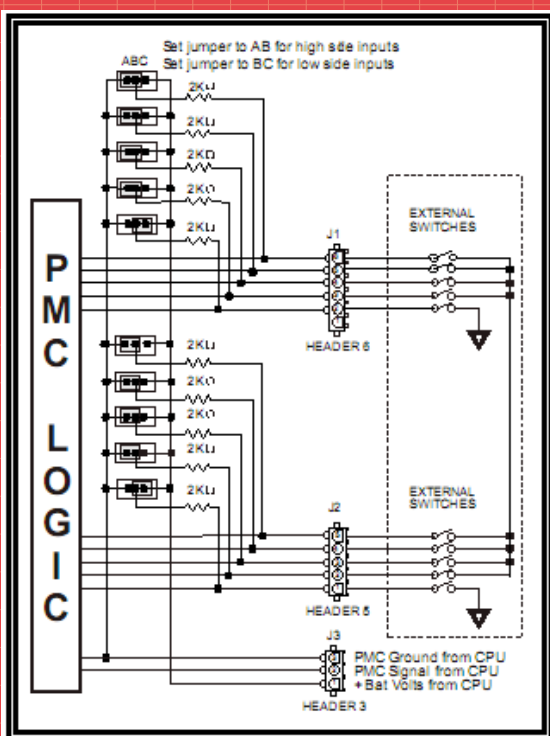 Set jumper to AB for high side inputs
ABC
Set jumper to BC for low side inputs
2KΩ
2KΩ
2KΩ
2KΩ
2KΩ
EXTERNAL
SWITCHES
J1
PMC LOGIC
HEADER 6
2KΩ
2KΩ
2KΩ
2KΩ
2KΩ
EXTERNAL
SWITCHES
J2
HEADER 5
J3
PMC Ground from CPU
PMC Signal from CPU
+Bat Volts from CPU
HEADER 3